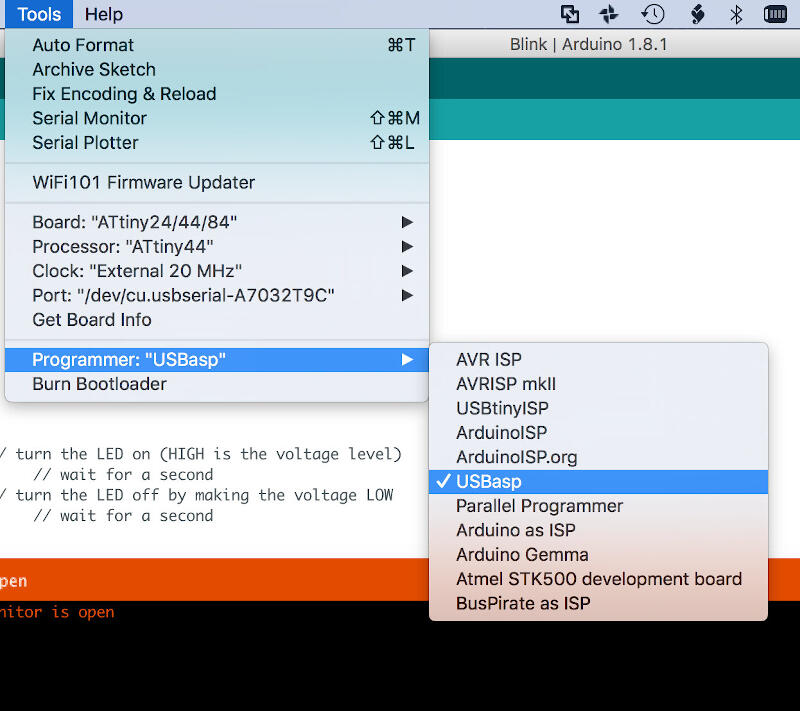 Tools Help
Blink | Arduino 1.8.1
Auto Format ⌘T
Archive Sketch
Fix Encoding & Reload
Serial Monitor ⇧⌘M
Serial Plotter ⇧⌘L
WiFi101 Firmware Updater
Board: "ATtiny24/44/84" ▶
Processor: "ATtiny44" ▶
Clock: "External 20 MHz" ▶
Port: "/dev/cu.usbserial-A7032T9C" ▶
Get Board Info
Programmer: "USBasp" ▶
Burn Bootloader
AVR ISP
AVRISP mkII
USBtinyISP
ArduinoISP
ArduinoISP.org
✓ USBasp
Parallel Programmer
Arduino as ISP
Arduino Gemma
Atmel STK500 development board
BusPirate as ISP
/ turn the LED on (HIGH is the voltage level)
// wait for a second
/ turn the LED off by making the voltage LOW
// wait for a second
pen
nitor is open